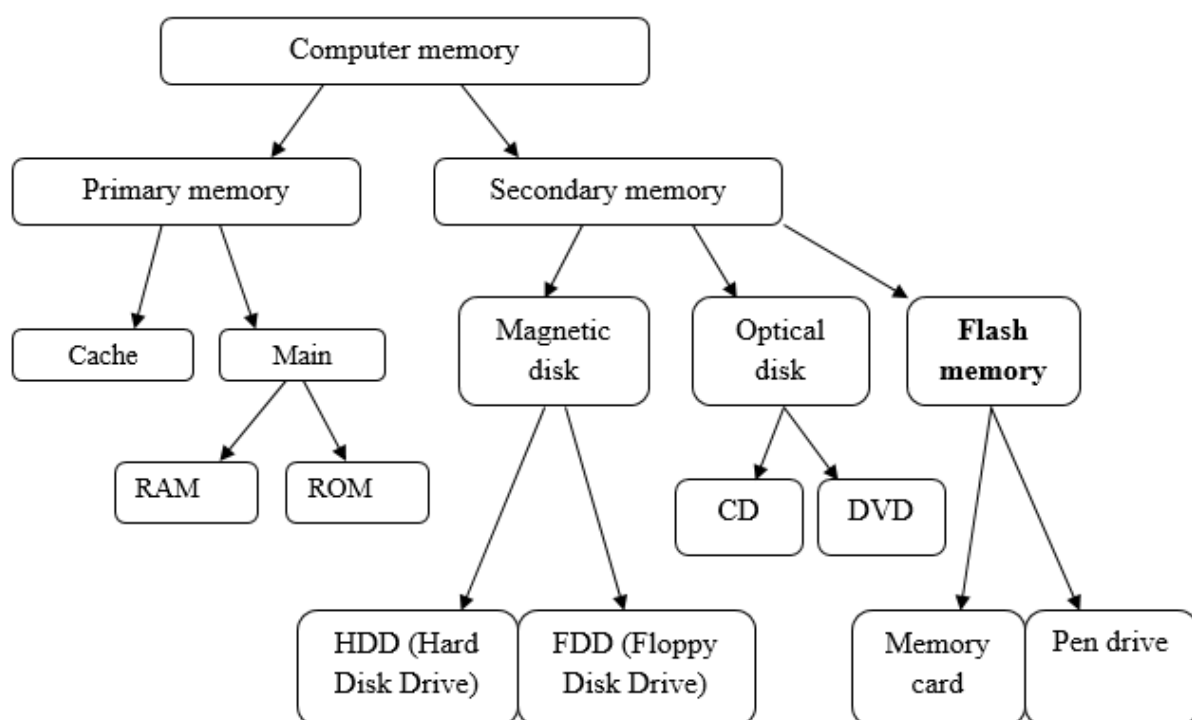 Computer memory
Primary memory
Secondary memory
Cache
Main
Magnetic
disk
Optical
disk
Flash
memory
RAM
ROM
CD
DVD
HDD (Hard
Disk Drive)
FDD (Floppy
Disk Drive)
Memory
card
Pen drive